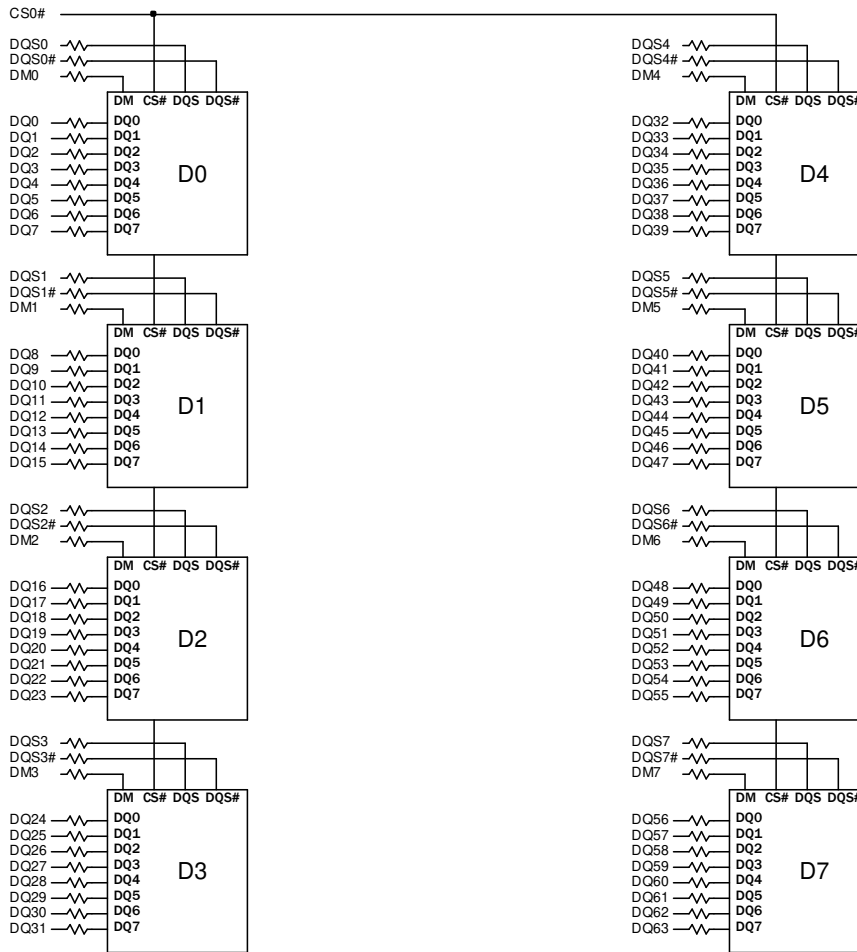 CS0#
DQS0
DQS0#
DM0
DM CS# DQS DQS#
DQ0 DQ0
DQ1 DQ1
DQ2 DQ2
DQ3 DQ3
DQ4 DQ4
DQ5 DQ5
DQ6 DQ6
DQ7 DQ7
D0
DQS1
DQS1#
DM1
DM CS# DQS DQS#
DQ8 DQ0
DQ9 DQ1
DQ10 DQ2
DQ11 DQ3
DQ12 DQ4
DQ13 DQ5
DQ14 DQ6
DQ15 DQ7
D1
DQS2
DQS2#
DM2
DM CS# DQS DQS#
DQ16 DQ0
DQ17 DQ1
DQ18 DQ2
DQ19 DQ3
DQ20 DQ4
DQ21 DQ5
DQ22 DQ6
DQ23 DQ7
D2
DQS3
DQS3#
DM3
DM CS# DQS DQS#
DQ24 DQ0
DQ25 DQ1
DQ26 DQ2
DQ27 DQ3
DQ28 DQ4
DQ29 DQ5
DQ30 DQ6
DQ31 DQ7
D3
DQS4
DQS4#
DM4
DM CS# DQS DQS#
DQ32 DQ0
DQ33 DQ1
DQ34 DQ2
DQ35 DQ3
DQ36 DQ4
DQ37 DQ5
DQ38 DQ6
DQ39 DQ7
D4
DQS5
DQS5#
DM5
DM CS# DQS DQS#
DQ40 DQ0
DQ41 DQ1
DQ42 DQ2
DQ43 DQ3
DQ44 DQ4
DQ45 DQ5
DQ46 DQ6
DQ47 DQ7
D5
DQS6
DQS6#
DM6
DM CS# DQS DQS#
DQ48 DQ0
DQ49 DQ1
DQ50 DQ2
DQ51 DQ3
DQ52 DQ4
DQ53 DQ5
DQ54 DQ6
DQ55 DQ7
D6
DQS7
DQS7#
DM7
DM CS# DQS DQS#
DQ56 DQ0
DQ57 DQ1
DQ58 DQ2
DQ59 DQ3
DQ60 DQ4
DQ61 DQ5
DQ62 DQ6
DQ63 DQ7
D7